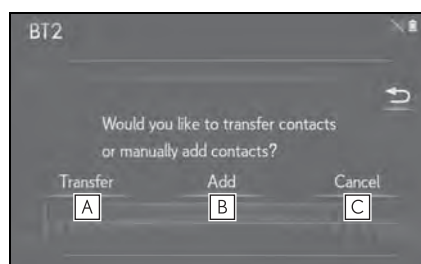 BT2
Would you like to transfer contacts
or manually add contacts?
Transfer Add Cancel
A B C